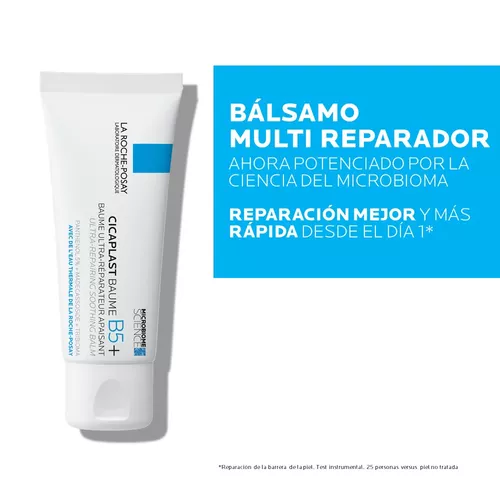 LA ROCHE-POSAY
LABORATOIRE DERMATOLOGIQUE
CICAPLAST BAUME B5+
BAUME ULTRA-RÉPARATEUR APAISANT
ULTRA-REPAIRING SOOTHING BALM
PANTHENOL 5% + MADECASSOSIDE + TRIBIOMA
AVEC DE L'EAU THERMALE DE LA ROCHE-POSAY
MICROBIOME
SCIENCE
BÁLSAMO
MULTI REPARADOR
AHORA POTENCIADO POR LA
CIENCIA DEL MICROBIOMA
REPARACIÓN MEJOR Y MÁS
RÁPIDA DESDE EL DÍA 1*
*Reparación de la barrera de la piel. Test instrumental. 25 personas versus piel no tratada